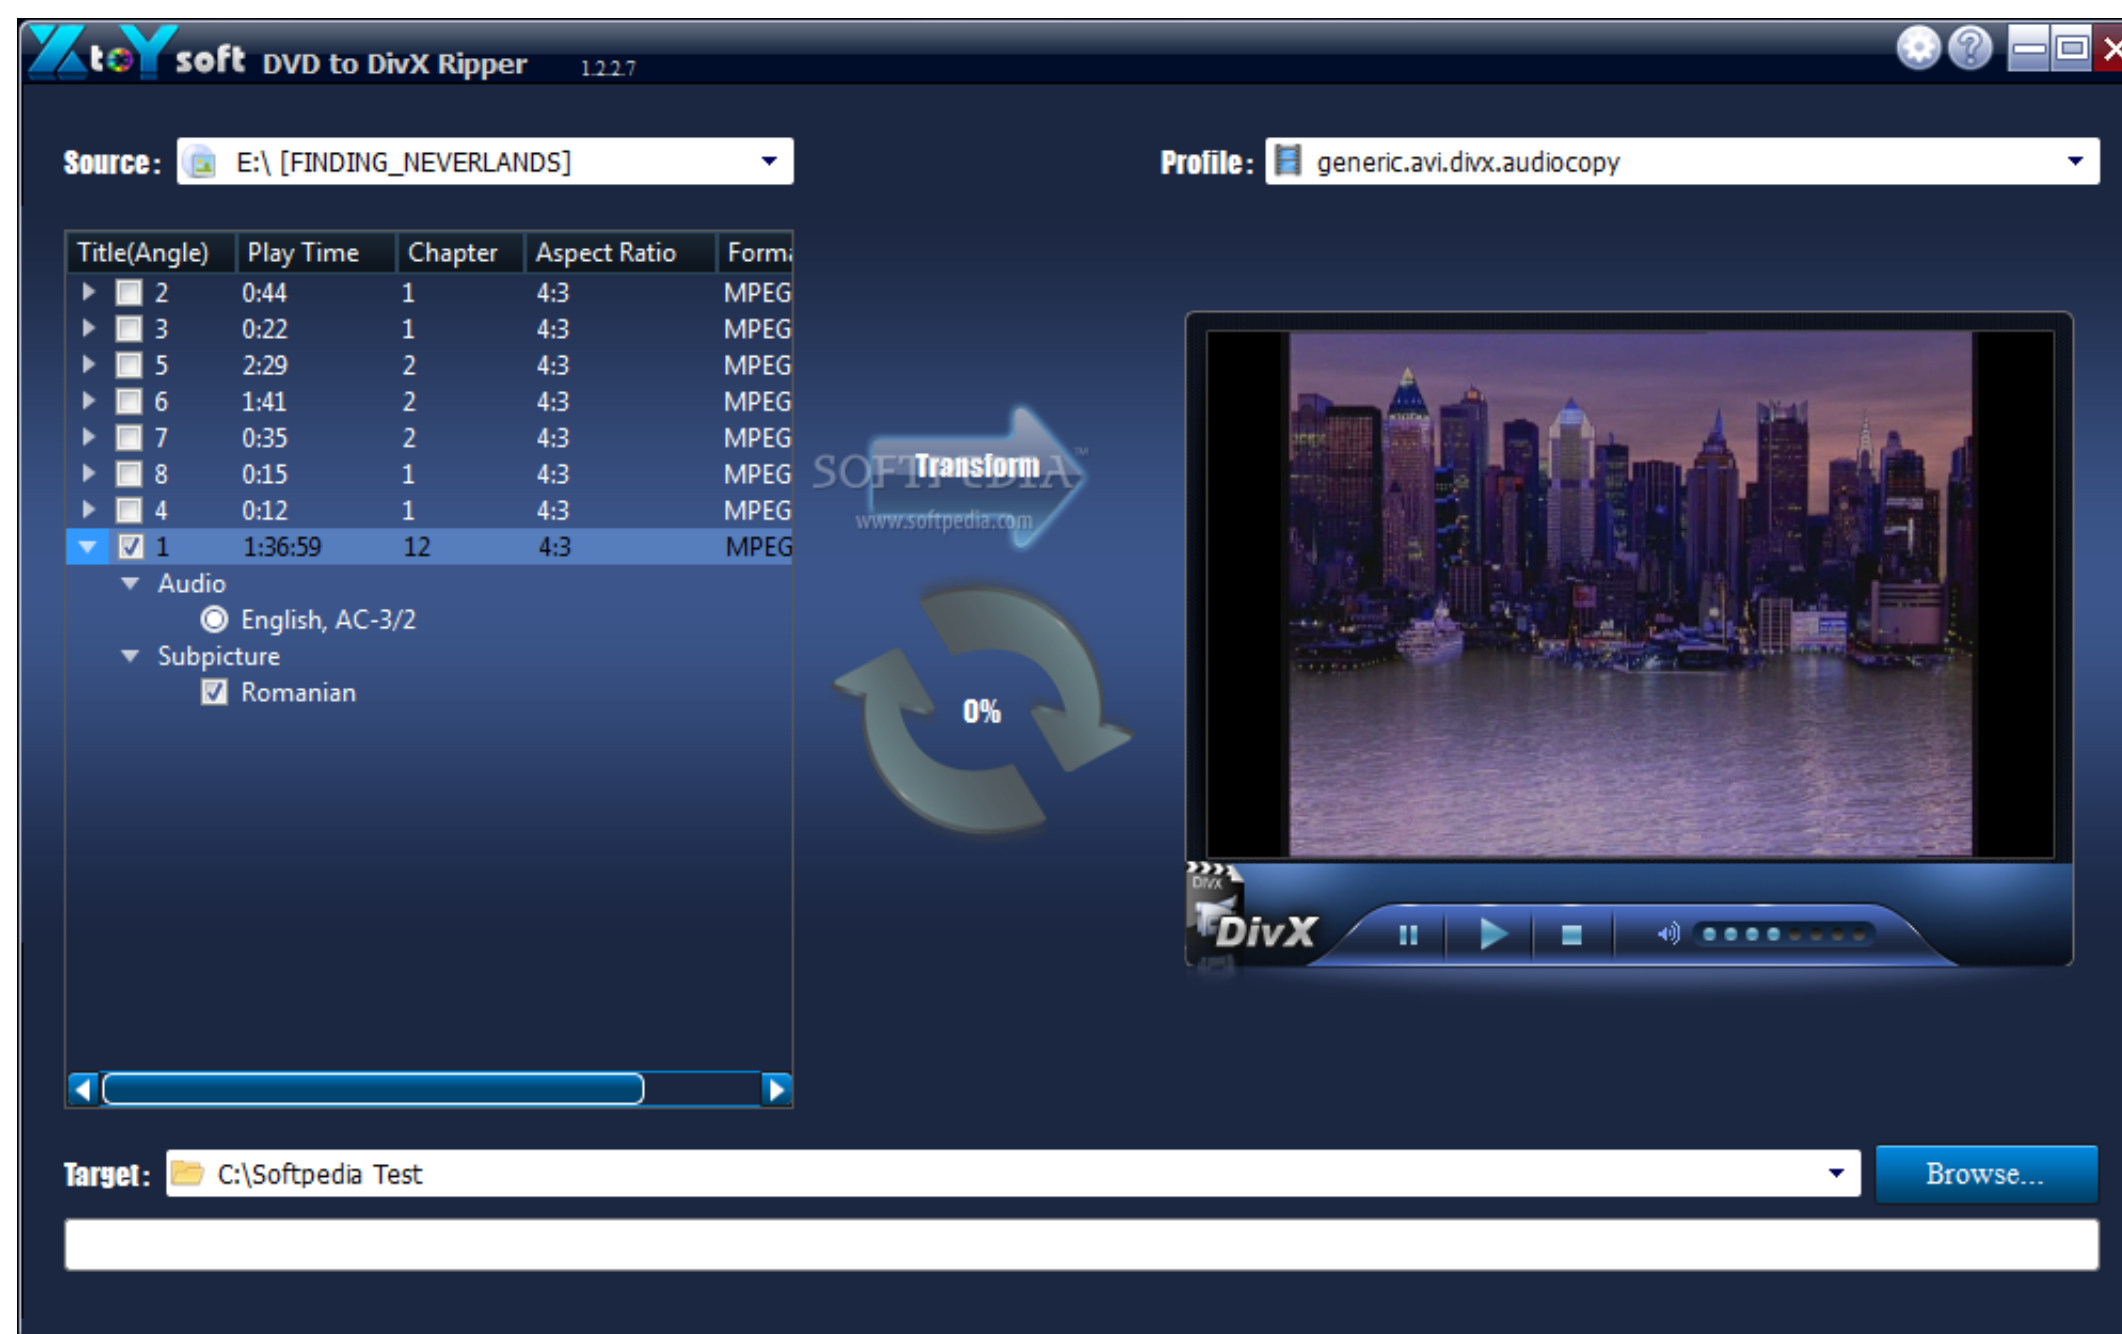 XtoYsoft DVD to DivX Ripper 1.2.2.7
Source: E:\ [FINDING_NEVERLANDS]
Profile: generic.avi.divx.audiocopy
Title(Angle) Play Time Chapter Aspect Ratio Forma
2 0:44 1 4:3 MPEG
3 0:22 1 4:3 MPEG
5 2:29 2 4:3 MPEG
6 1:41 2 4:3 MPEG
7 0:35 2 4:3 MPEG
8 0:15 1 4:3 MPEG
4 0:12 1 4:3 MPEG
1 1:36:59 12 4:3 MPEG
Audio
English, AC-3/2
Subpicture
Romanian
SOFTPEDIA™
Transform
www.softpedia.com
0%
DIVX
DivX
Target: C:\Softpedia Test
Browse...